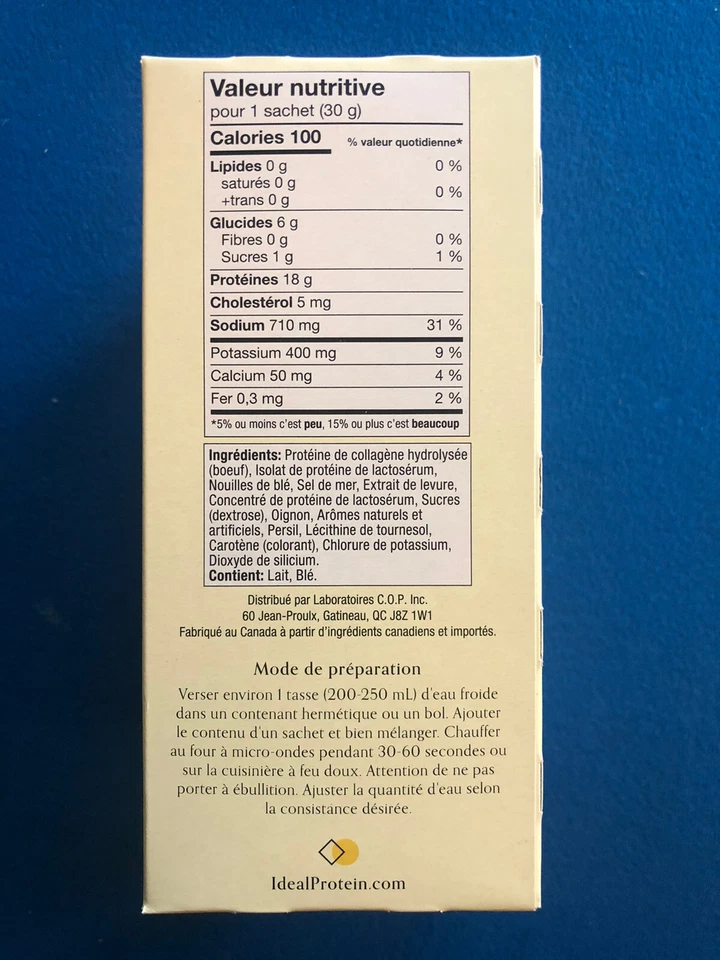 Valeur nutritive
pour 1 sachet (30 g)
Calories 100
% valeur quotidienne*
Lipides 0 g 0 %
saturés 0 g
+trans 0 g 0 %
Glucides 6 g
Fibres 0 g 0 %
Sucres 1 g 1 %
Protéines 18 g
Cholestérol 5 mg
Sodium 710 mg 31 %
Potassium 400 mg 9 %
Calcium 50 mg 4 %
Fer 0,3 mg 2 %
*5% ou moins c'est peu, 15% ou plus c'est beaucoup
Ingrédients: Protéine de collagène hydrolysée
(boeuf), Isolat de protéine de lactosérum,
Nouilles de blé, Sel de mer, Extrait de levure,
Concentré de protéine de lactosérum, Sucres
(dextrose), Oignon, Arômes naturels et
artificiels, Persil, Lécithine de tournesol,
Carotène (colorant), Chlorure de potassium,
Dioxyde de silicium.
Contient: Lait, Blé.
Distribué par Laboratoires C.O.P. Inc.
60 Jean-Proulx, Gatineau, QC J8Z 1W1
Fabriqué au Canada à partir d'ingrédients canadiens et importés.
Mode de préparation
Verser environ 1 tasse (200-250 mL) d'eau froide
dans un contenant hermétique ou un bol. Ajouter
le contenu d'un sachet et bien mélanger. Chauffer
au four à micro-ondes pendant 30-60 secondes ou
sur la cuisinière à feu doux. Attention de ne pas
porter à ébullition. Ajuster la quantité d'eau selon
la consistance désirée.
IdealProtein.com